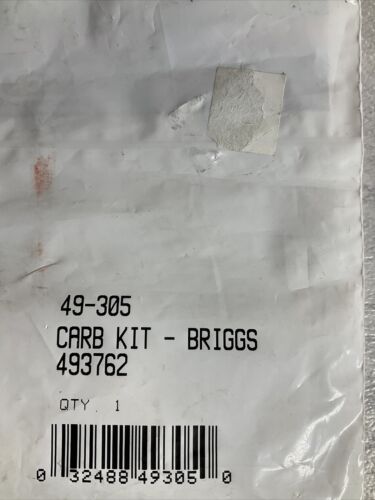 49-305
CARB KIT - BRIGGS
493762
QTY 1
0 32488 49305 0